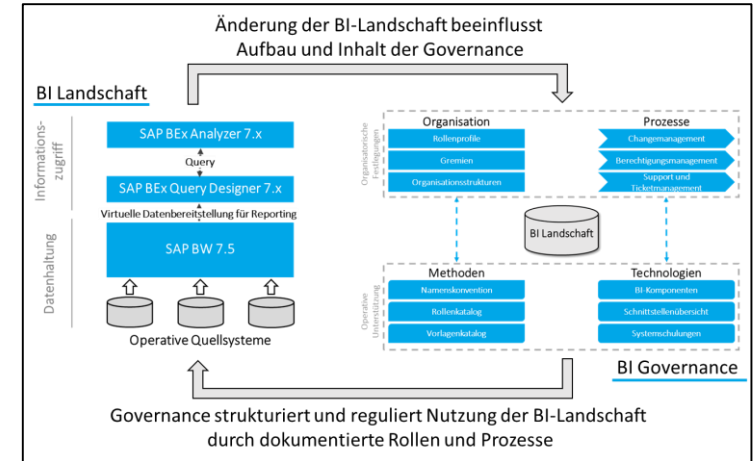 Änderung der BI-Landschaft beeinflusst
Aufbau und Inhalt der Governance
BI Landschaft
Informations-
zugriff
SAP BEx Analyzer 7.x
Query
SAP BEx Query Designer 7.x
Virtuelle Datenbereitstellung für Reporting
Datenhaltung
SAP BW 7.5
Operative Quellsysteme
Organisatorische
Festlegungen
Organisation
Rollenprofile
Gremien
Organisationsstrukturen
Prozesse
Changemanagement
Berechtigungsmanagement
Support und
Ticketmanagement
BI Landschaft
Operative
Unterstützung
Methoden
Namenskonvention
Rollenkatalog
Vorlagenkatalog
Technologien
BI-Komponenten
Schnittstellenübersicht
Systemschulungen
BI Governance
Governance strukturiert und reguliert Nutzung der BI-Landschaft
durch dokumentierte Rollen und Prozesse